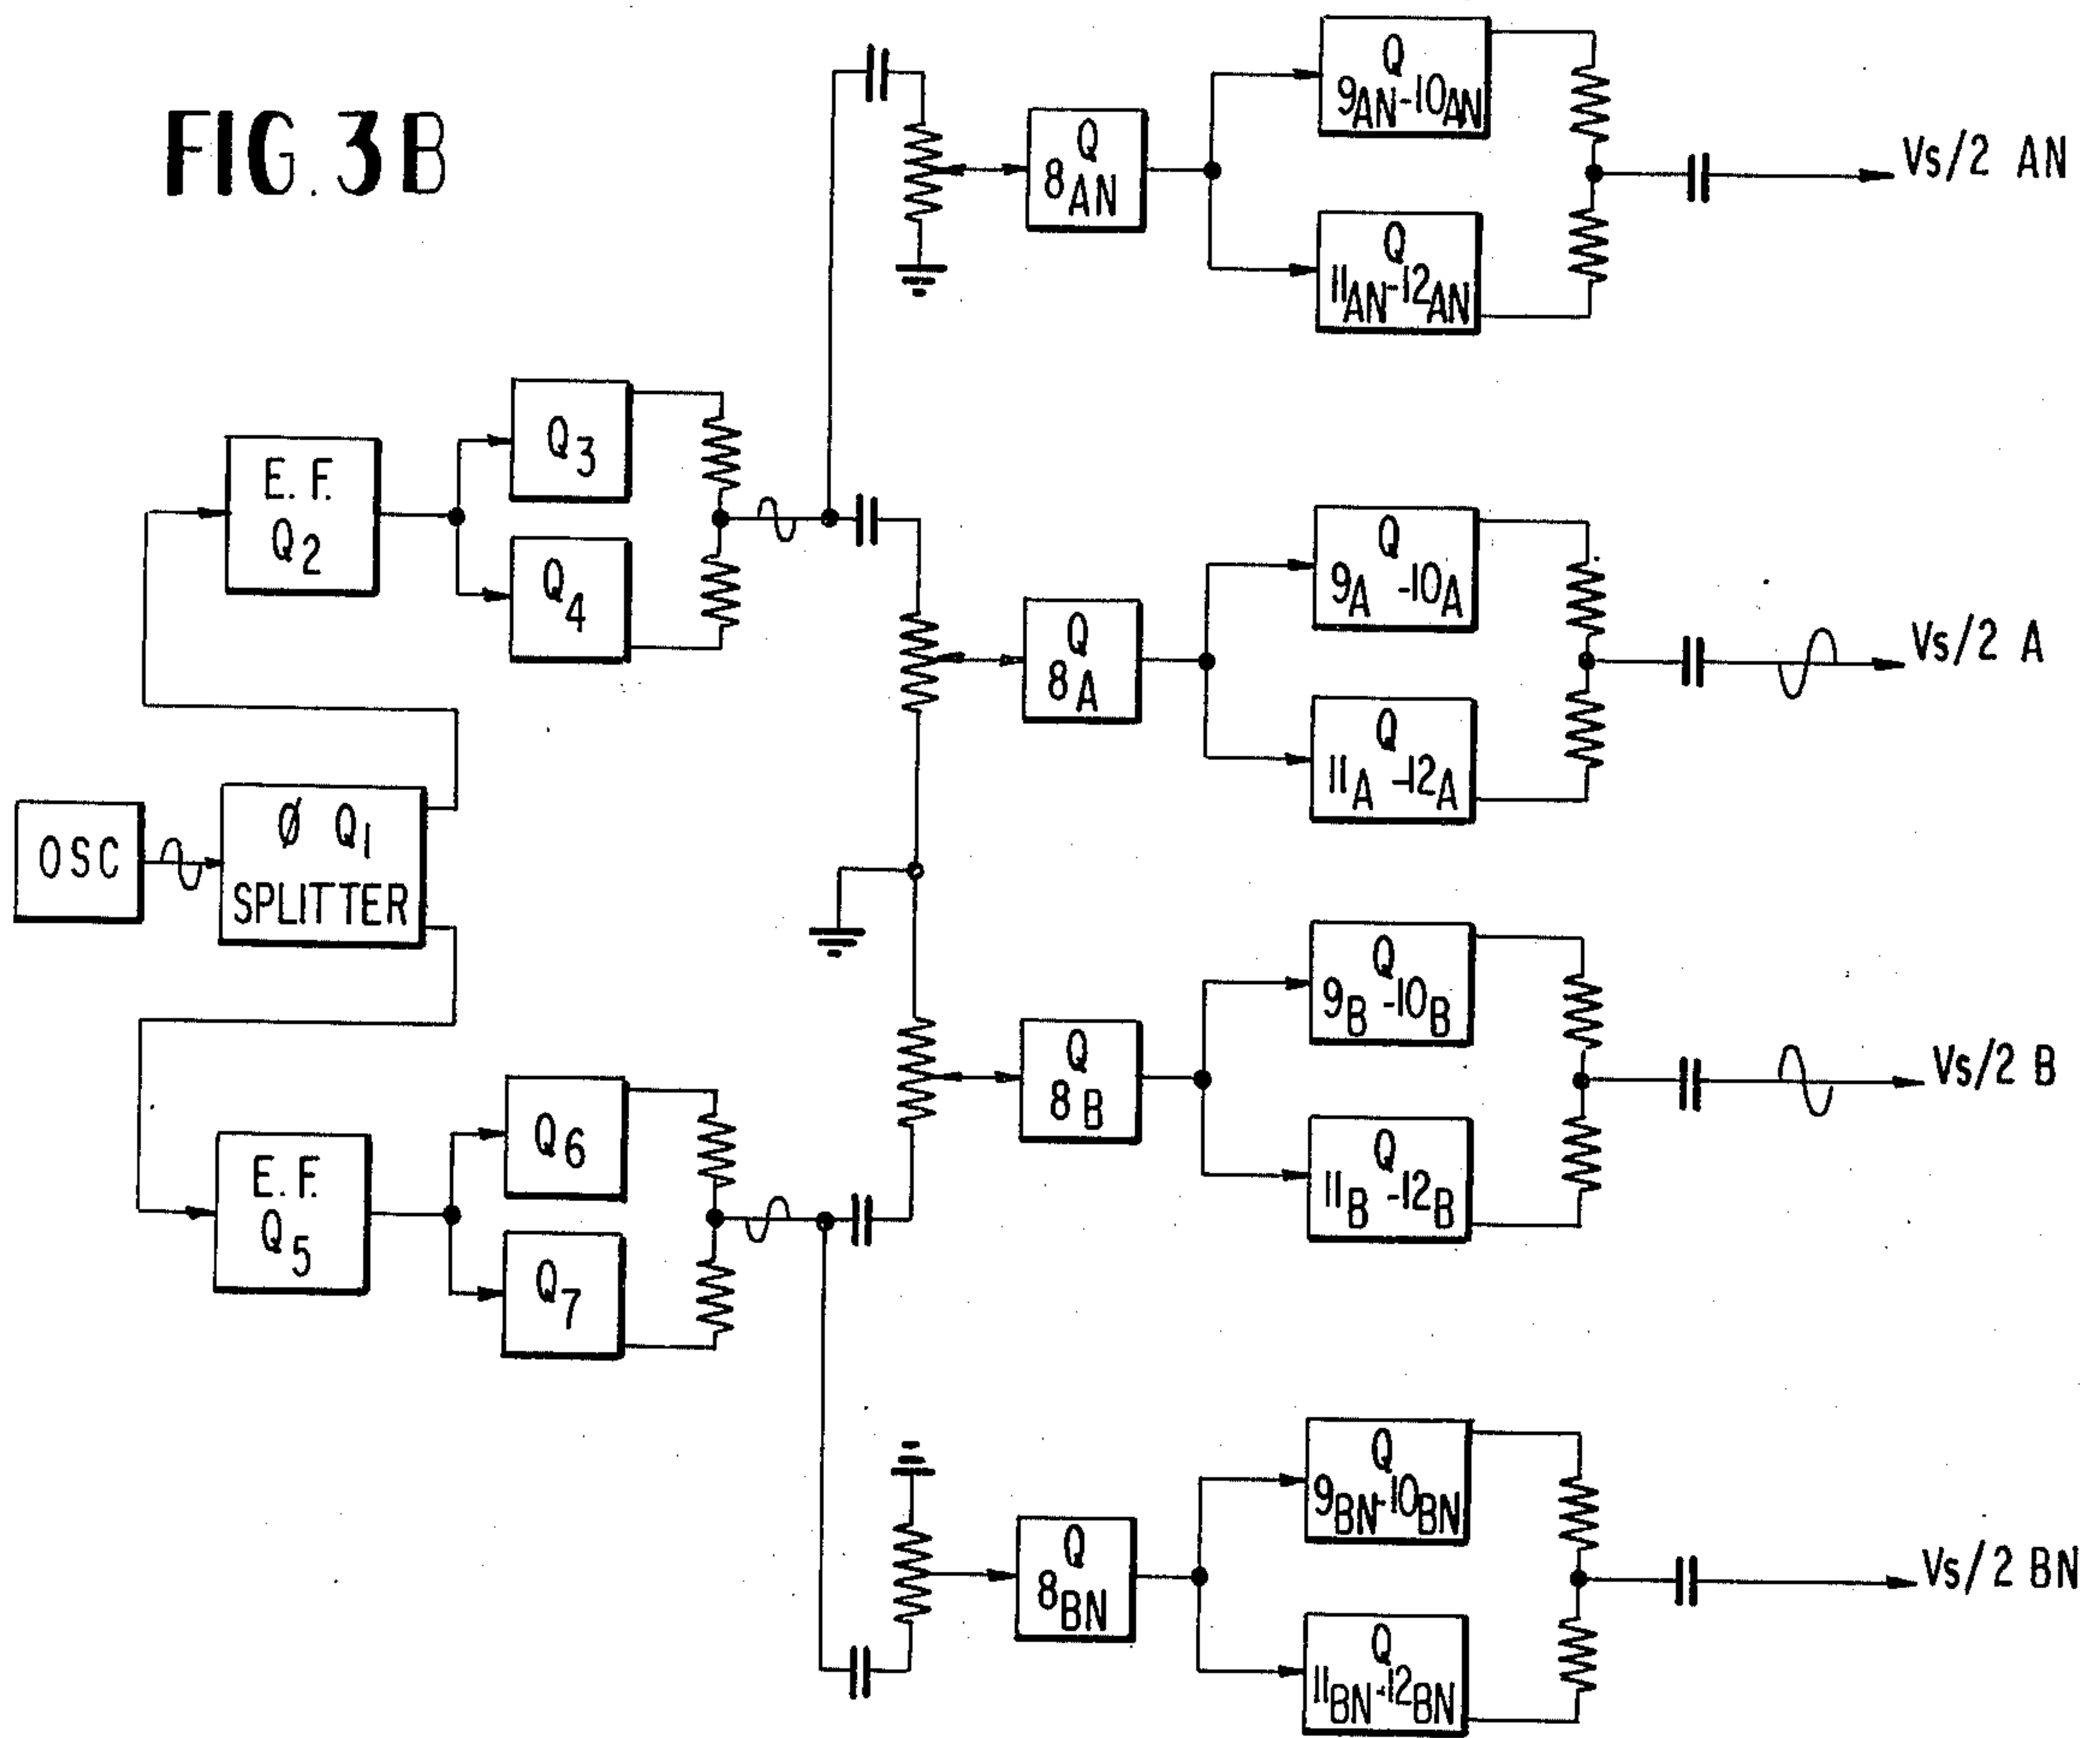 FIG. 3B
Q
9AN-10AN
Q
8AN
Q
11AN-12AN
Vs/2 AN
E. F.
Q2
Q3
Q4
Q
8A
Q
9A -10A
Q
11A -12A
Vs/2 A
OSC
Ø Q1
SPLITTER
Q
8B
Q
9B -10B
Q
11B -12B
Vs/2 B
E. F.
Q5
Q6
Q7
Q
8BN
Q
9BN-10BN
Q
11BN-12BN
Vs/2 BN